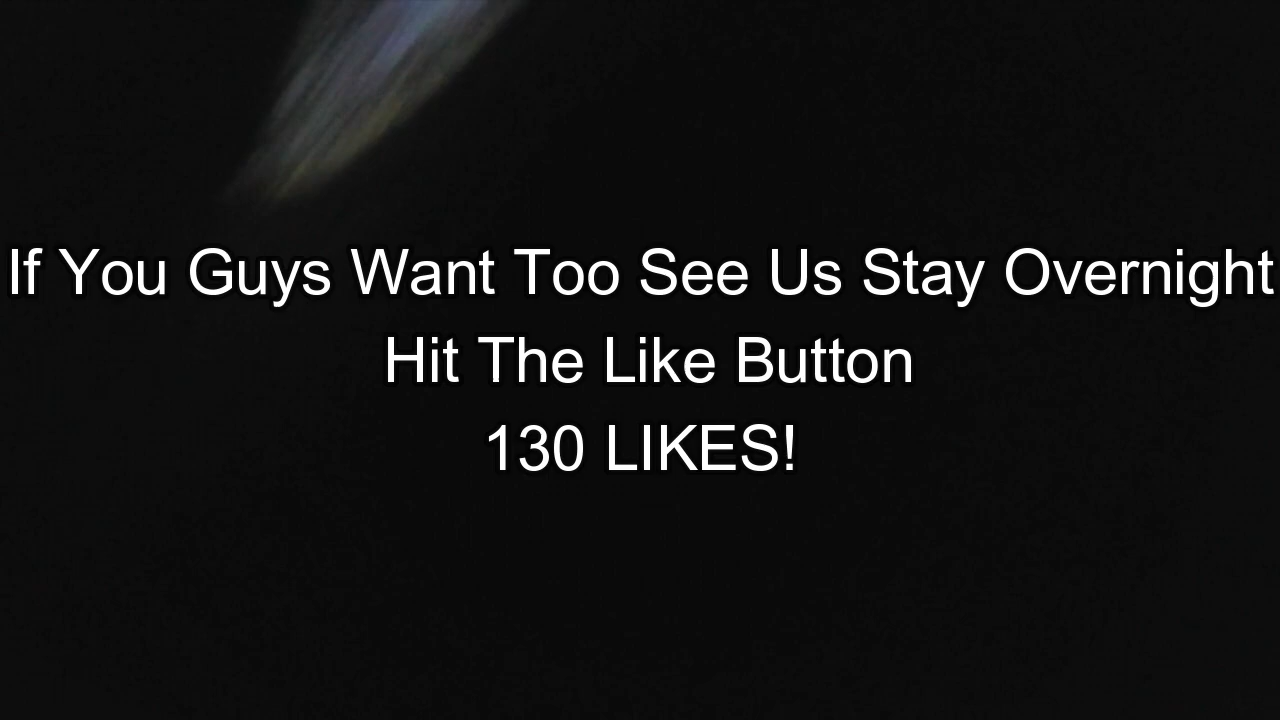 If You Guys Want Too See Us Stay Overnight
Hit The Like Button
130 LIKES!